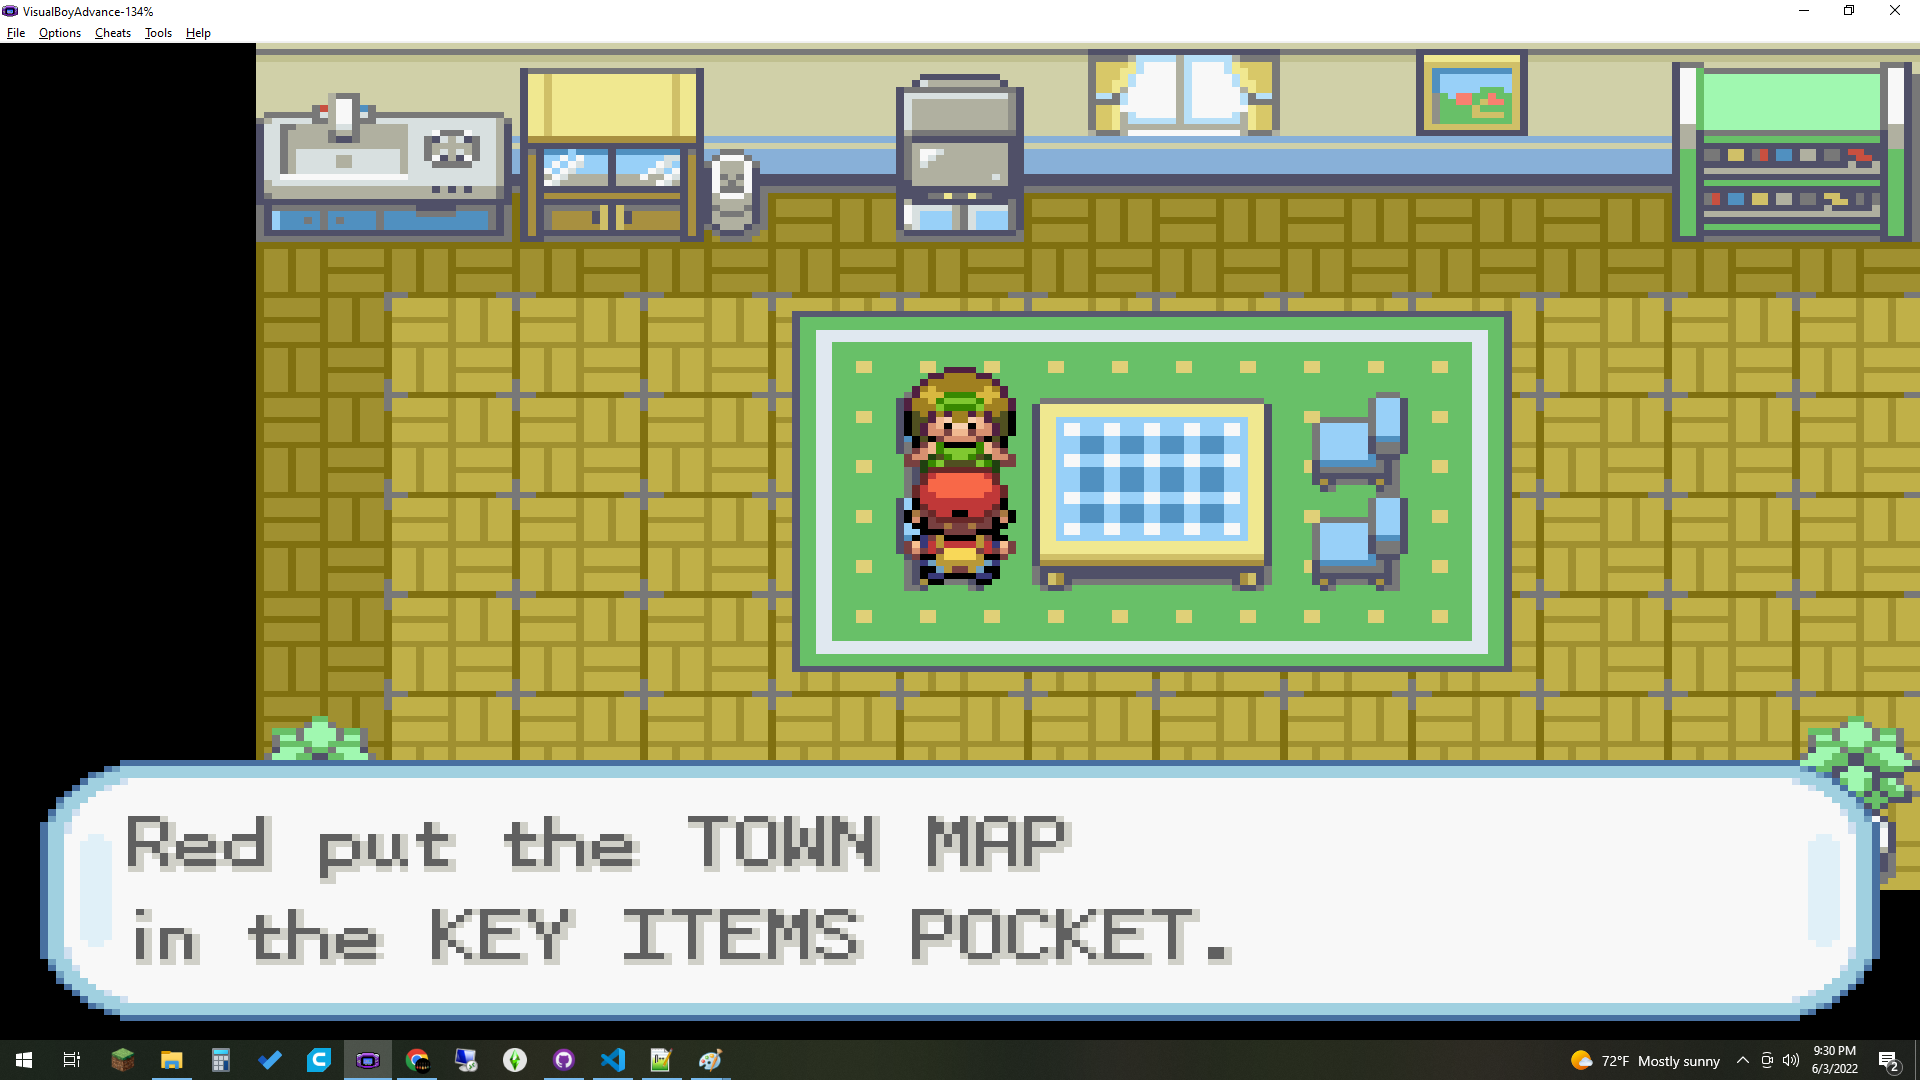 VisualBoyAdvance-134%
File Options Cheats Tools Help
Red put the TOWN MAP
in the KEY ITEMS POCKET.
72°F Mostly sunny
9:30 PM
6/3/2022
2